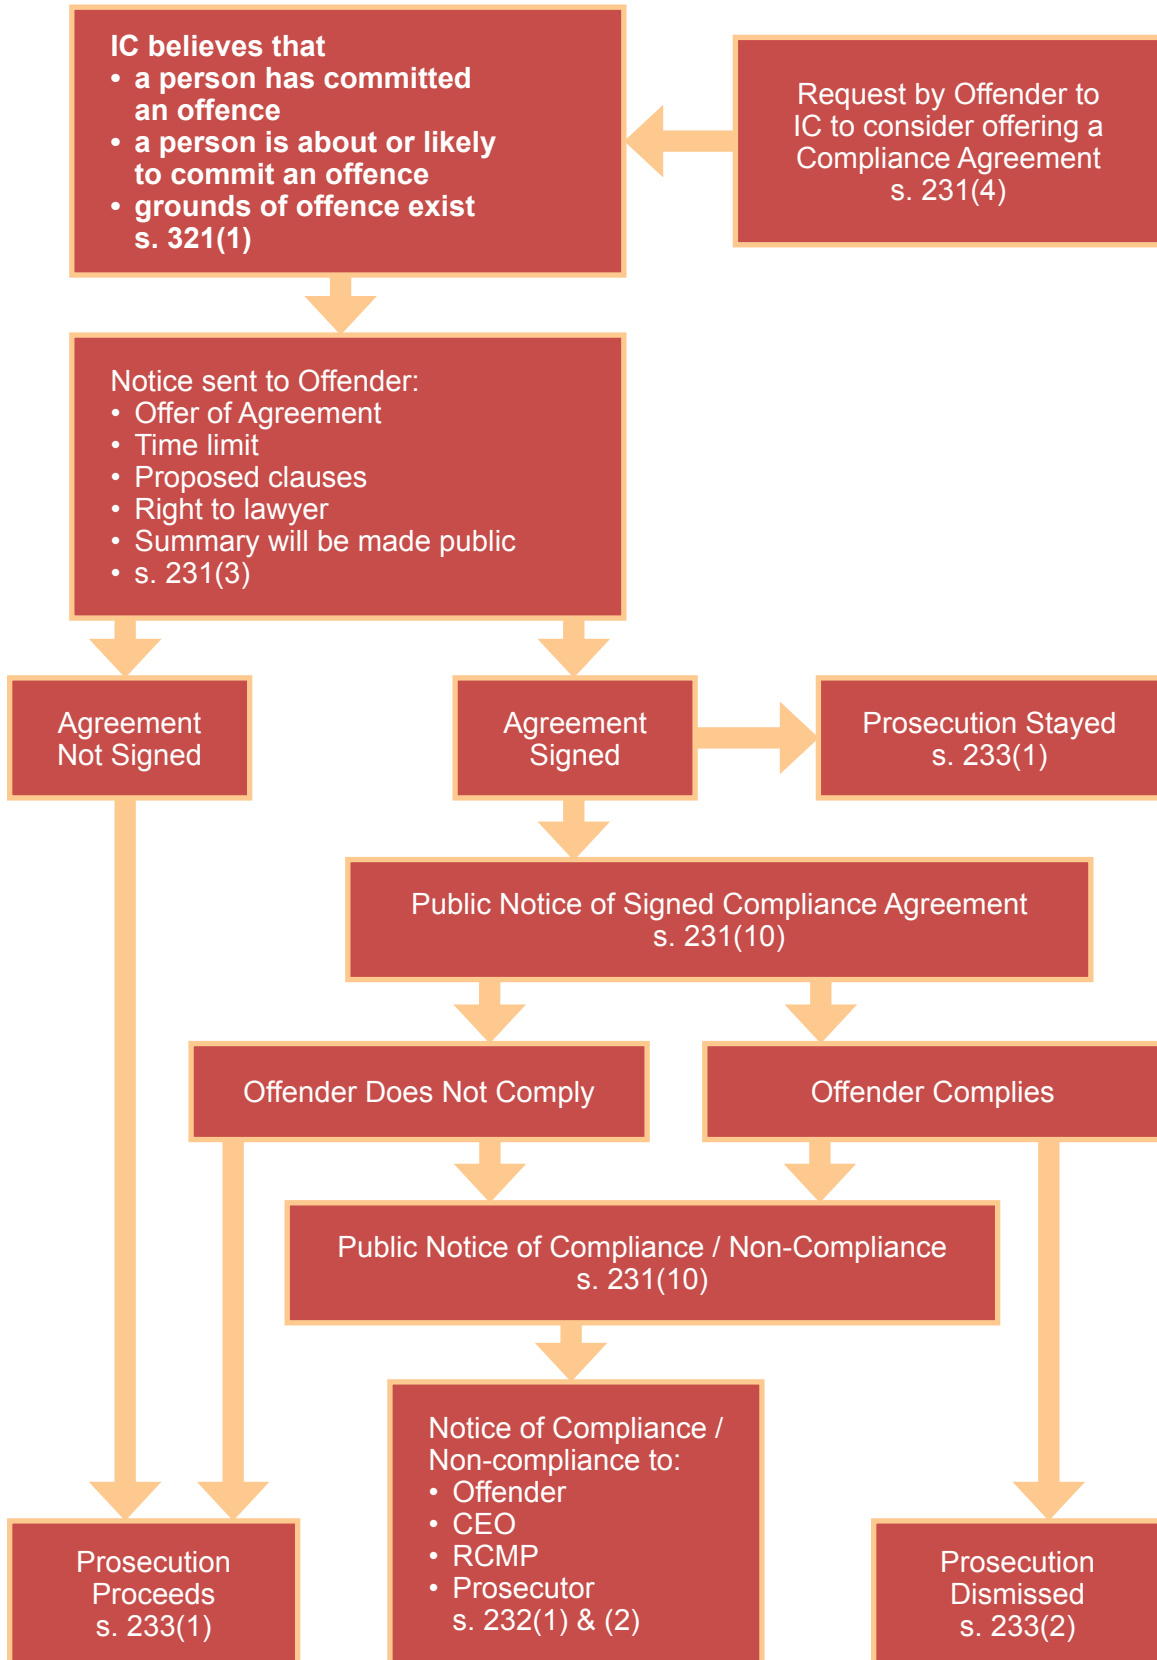 IC believes that
• a person has committed
an offence
• a person is about or likely
to commit an offence
• grounds of offence exist
s. 321(1)
Request by Offender to
IC to consider offering a
Compliance Agreement
s. 231(4)
Notice sent to Offender:
• Offer of Agreement
• Time limit
• Proposed clauses
• Right to lawyer
• Summary will be made public
• s. 231(3)
Agreement
Not Signed
Agreement
Signed
Prosecution Stayed
s. 233(1)
Public Notice of Signed Compliance Agreement
s. 231(10)
Offender Does Not Comply
Offender Complies
Public Notice of Compliance / Non-Compliance
s. 231(10)
Notice of Compliance /
Non-compliance to:
• Offender
• CEO
• RCMP
• Prosecutor
s. 232(1) & (2)
Prosecution
Proceeds
s. 233(1)
Prosecution
Dismissed
s. 233(2)